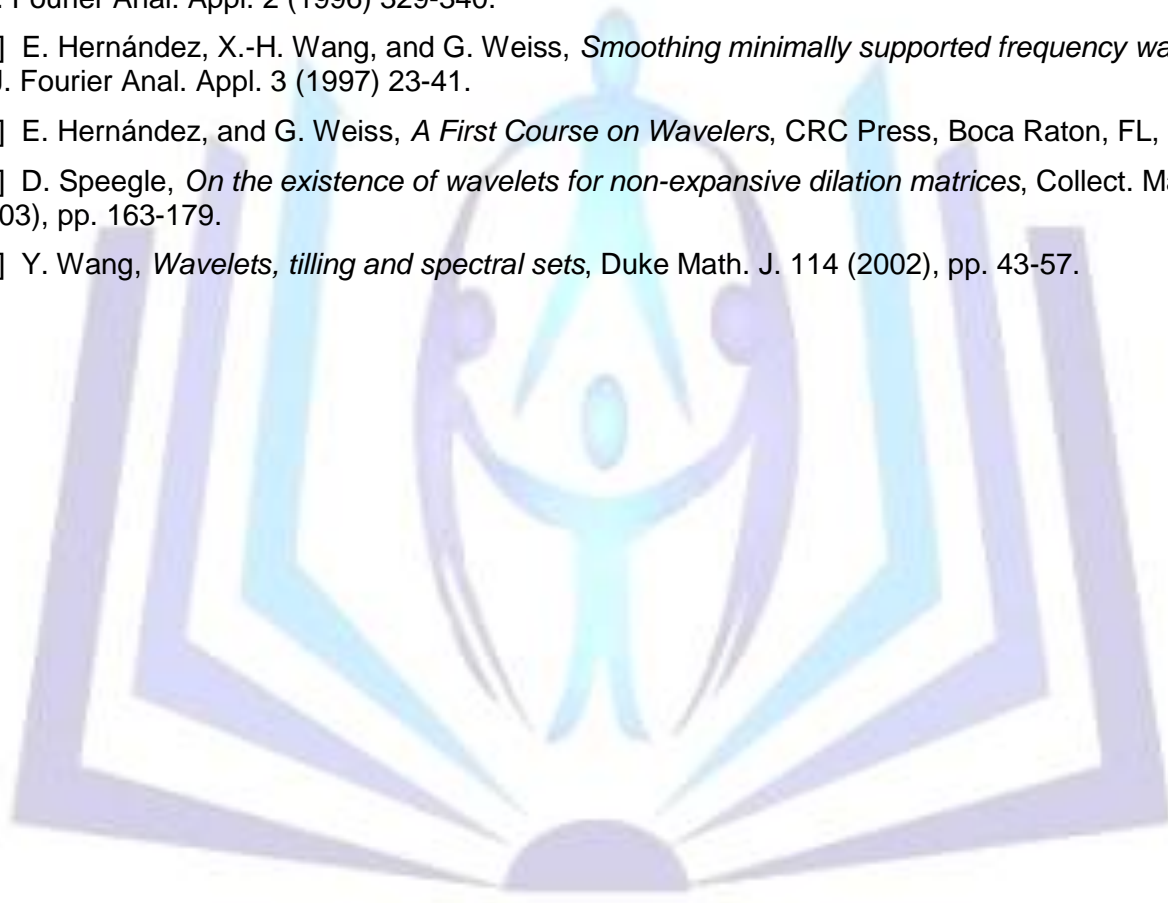 . Fourier Anal. Appl. 2 (1996) 329-340.
] E. Hernández, X.-H. Wang, and G. Weiss, Smoothing minimally supported frequency wa
J. Fourier Anal. Appl. 3 (1997) 23-41.
] E. Hernández, and G. Weiss, A First Course on Wavelers, CRC Press, Boca Raton, FL,
] D. Speegle, On the existence of wavelets for non-expansive dilation matrices, Collect. Ma
03), pp. 163-179.
] Y. Wang, Wavelets, tilling and spectral sets, Duke Math. J. 114 (2002), pp. 43-57.